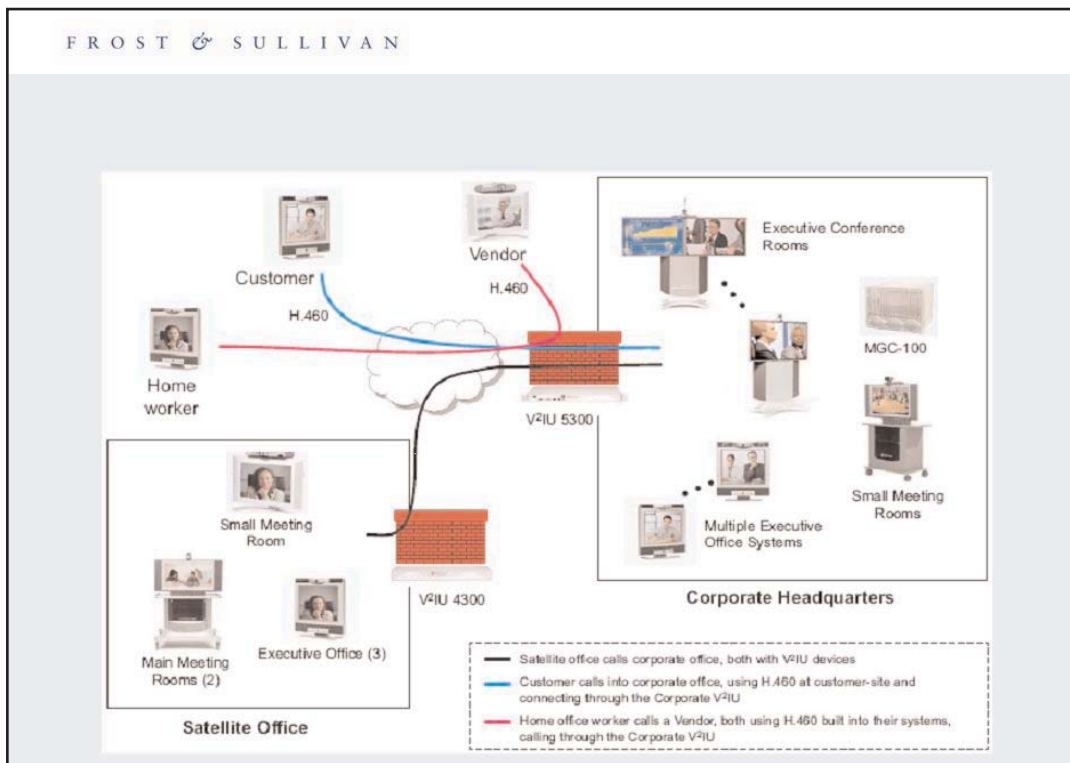 FROST & SULLIVAN
Customer
H.460
Vendor
H.460
Home
worker
V²IU 5300
Executive Conference
Rooms
MGC-100
Small Meeting
Rooms
Multiple Executive
Office Systems
Corporate Headquarters
Small Meeting
Room
Main Meeting
Rooms (2)
Executive Office (3)
V²IU 4300
Satellite Office
Satellite office calls corporate office, both with V²IU devices
Customer calls into corporate office, using H.460 at customer-site and
connecting through the Corporate V²IU
Home office worker calls a Vendor, both using H.460 built into their systems,
calling through the Corporate V²IU